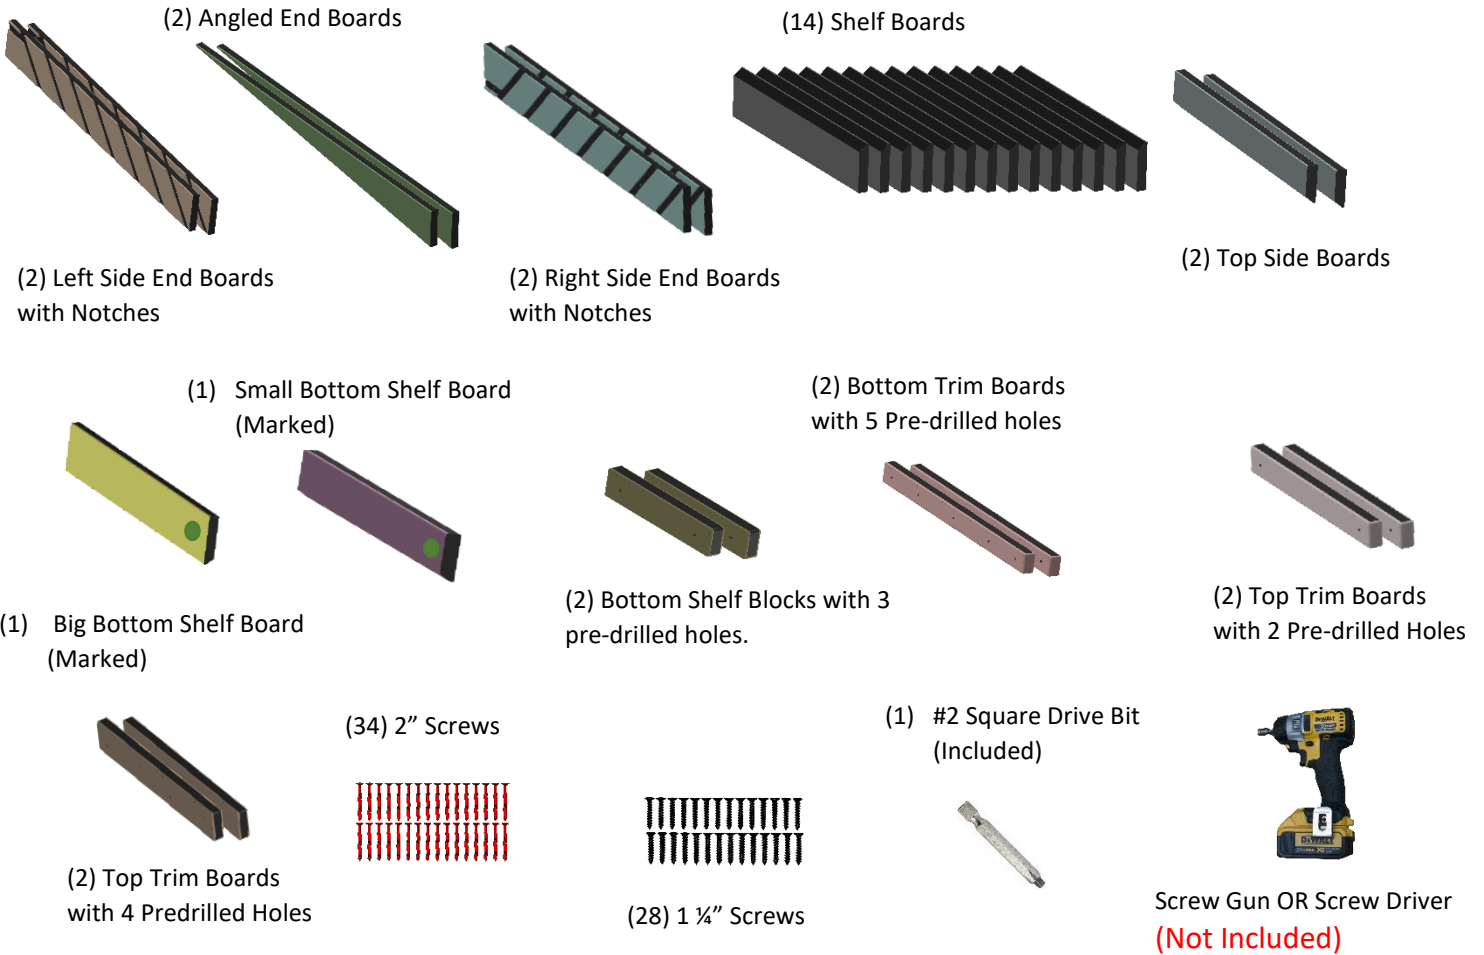 (2) Angled End Boards
(14) Shelf Boards
(2) Top Side Boards
(2) Left Side End Boards
with Notches
(2) Right Side End Boards
with Notches
(1) Small Bottom Shelf Board
(Marked)
(2) Bottom Trim Boards
with 5 Pre-drilled holes
(1) Big Bottom Shelf Board
(Marked)
(2) Bottom Shelf Blocks with 3
pre-drilled holes.
(2) Top Trim Boards
with 2 Pre-drilled Holes
(34) 2” Screws
(1) #2 Square Drive Bit
(Included)
DeWALT
DeWALT
(2) Top Trim Boards
with 4 Predrilled Holes
(28) 1 ¼” Screws
Screw Gun OR Screw Driver
(Not Included)